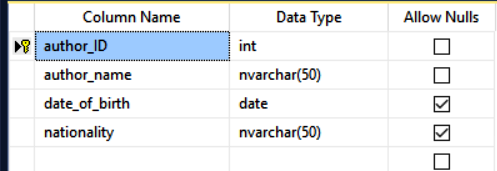 Column Name Data Type Allow Nulls
author_ID int
author_name nvarchar(50)
date_of_birth date
nationality nvarchar(50)